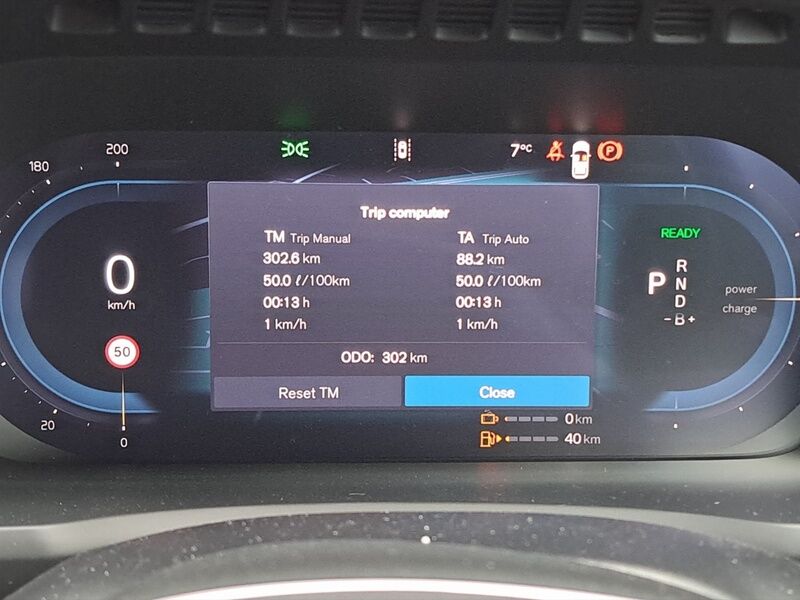 200
180
7°C
P
Trip computer
TM Trip Manual
TA Trip Auto
302.6 km
88.2 km
50.0 ℓ/100km
50.0 ℓ/100km
00:13 h
00:13 h
1 km/h
1 km/h
ODO: 302 km
Reset TM
Close
0
km/h
50
20
0
READY
P
R
N
D
-B+
power
charge
0 km
40 km